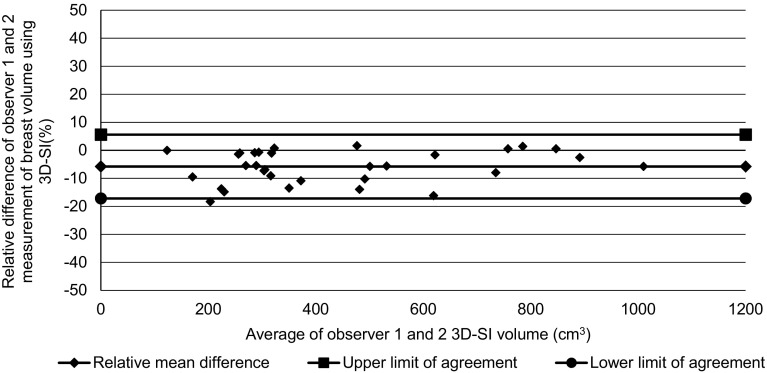 Relative difference of observer 1 and 2
measurement of breast volume using
3D-SI(%)
50
40
30
20
10
0
-10
-20
-30
-40
-50
0 200 400 600 800 1000 1200
Average of observer 1 and 2 3D-SI volume (cm³)
Relative mean difference Upper limit of agreement Lower limit of agreement